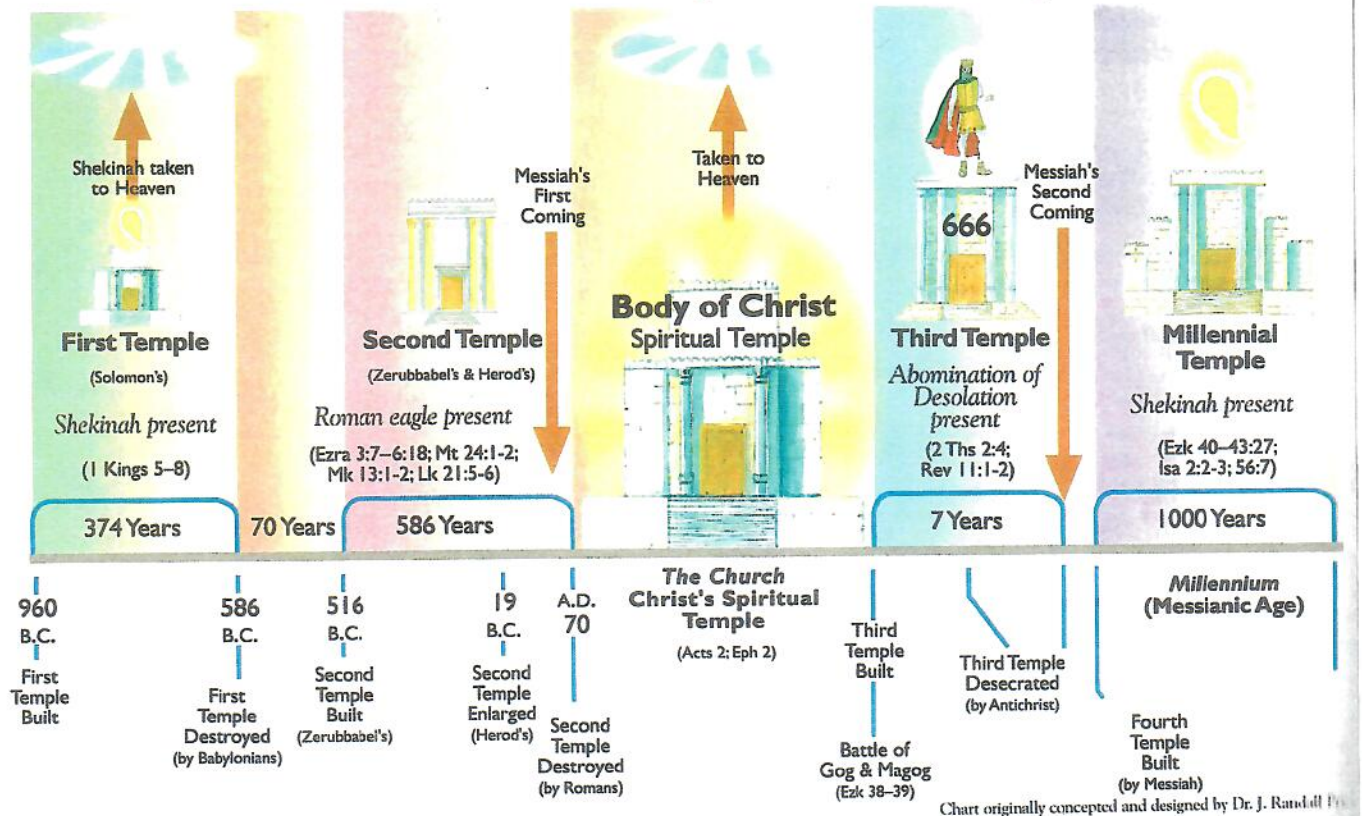 Shekinah taken
to Heaven
First Temple
(Solomon's)
Shekinah present
(1 Kings 5–8)
374 Years
70 Years
Second Temple
(Zerubbabel's & Herod's)
Roman eagle present
(Ezra 3:7–6:18; Mt 24:1-2;
Mk 13:1-2; Lk 21:5-6)
586 Years
Messiah's
First
Coming
Taken to
Heaven
Body of Christ
Spiritual Temple
666
Third Temple
Abomination of
Desolation
present
(2 Ths 2:4;
Rev 11:1-2)
7 Years
Messiah's
Second
Coming
Millennial
Temple
Shekinah present
(Ezk 40–43:27;
Isa 2:2-3; 56:7)
1000 Years
960
B.C.
First
Temple
Built
586
B.C.
First
Temple
Destroyed
(by Babylonians)
516
B.C.
Second
Temple
Built
(Zerubbabel's)
19
B.C.
Second
Temple
Enlarged
(Herod's)
A.D.
70
Second
Temple
Destroyed
(by Romans)
The Church
Christ's Spiritual
Temple
(Acts 2; Eph 2)
Third
Temple
Built
Battle of
Gog & Magog
(Ezk 38–39)
Third Temple
Desecrated
(by Antichrist)
Millennium
(Messianic Age)
Fourth
Temple
Built
(by Messiah)
Chart originally concepted and designed by Dr. J. Randall